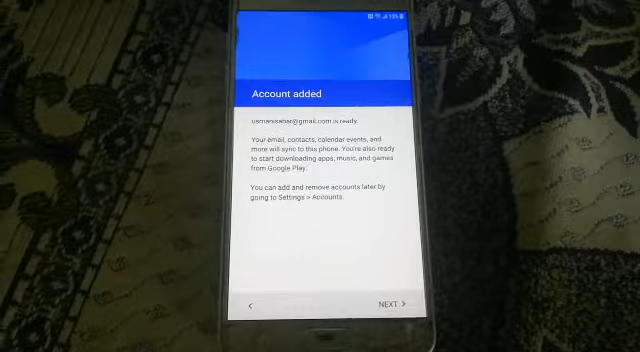 Account added
usmanisabar@gmail.com is ready.
Your email, contacts, calendar events, and
more will sync to this phone. You're also ready
to start downloading apps, music, and games
from Google Play.
You can add and remove accounts later by
going to Settings > Accounts.
NEXT